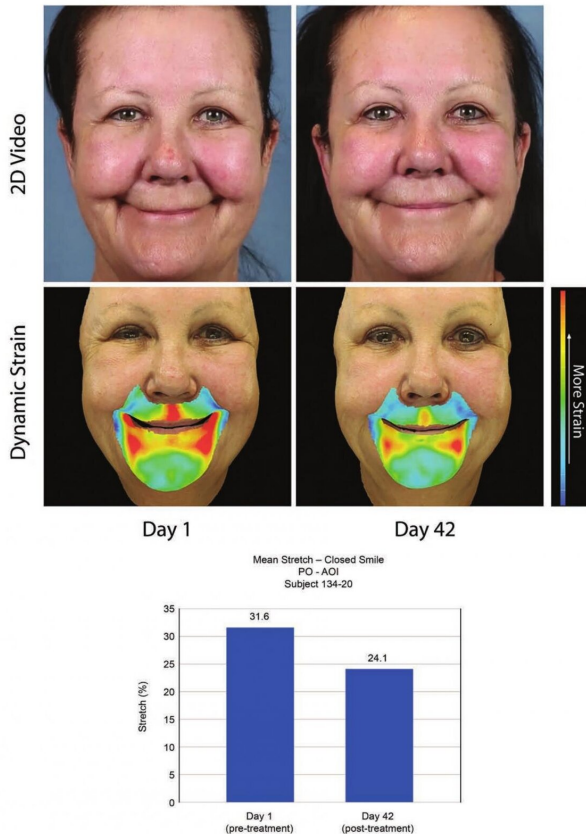 2D Video
Dynamic Strain
More Strain
Day 1
Day 42
Mean Stretch – Closed Smile
PO - AOI
Subject 134-20
35
30
25
20
15
10
5
0
Stretch (%)
31.6
24.1
Day 1
(pre-treatment)
Day 42
(post-treatment)